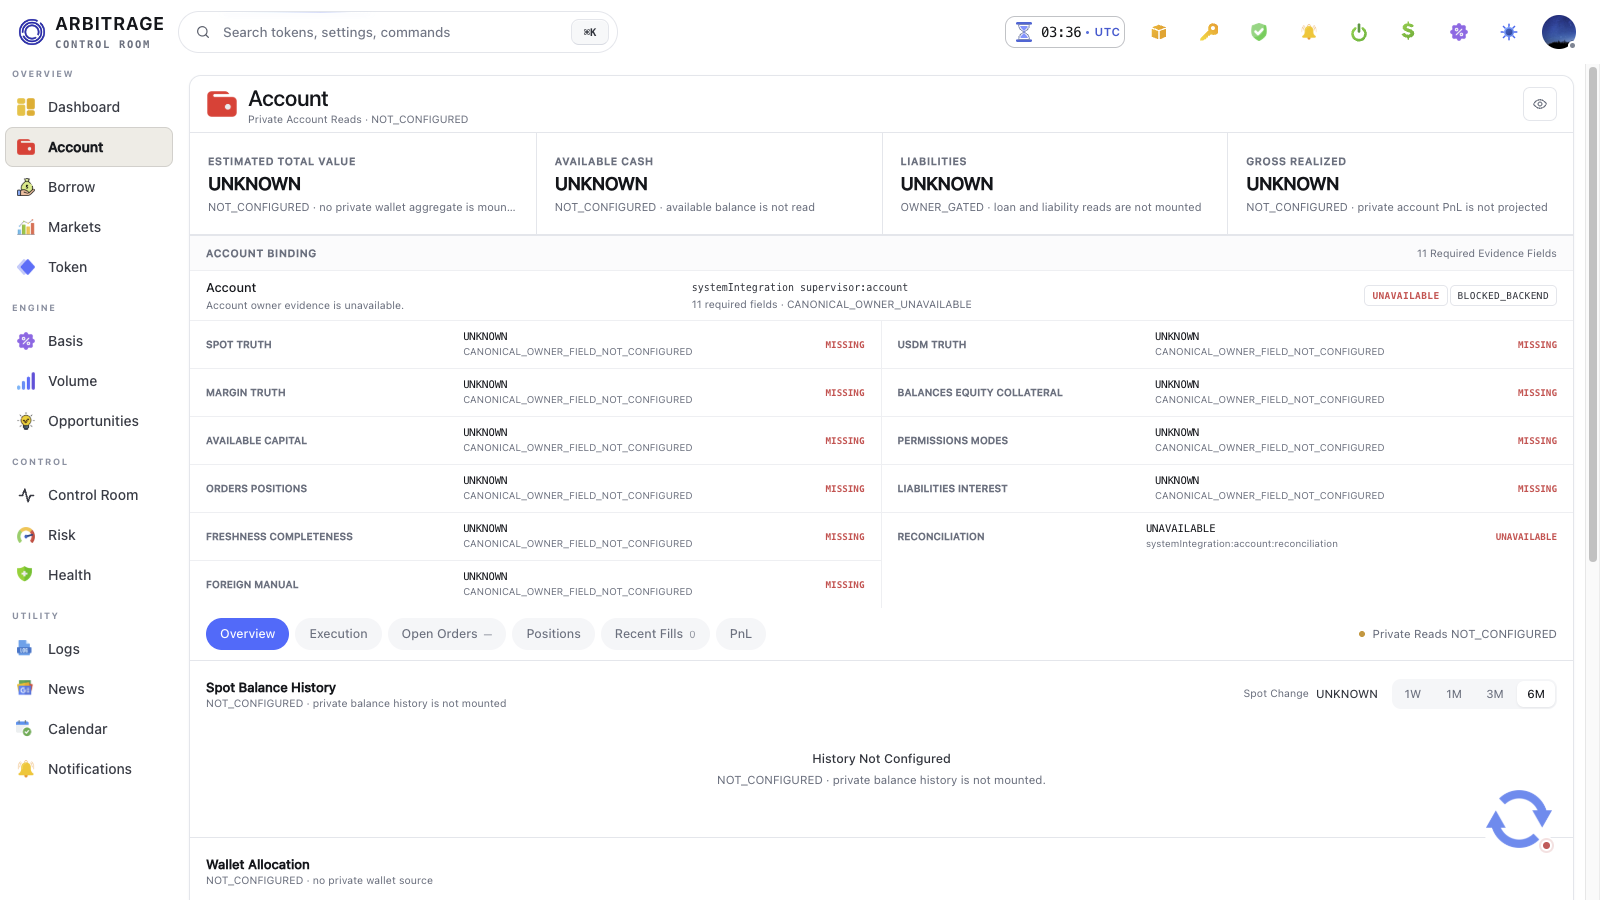 ARBITRAGE
CONTROL ROOM
Search tokens, settings, commands
⌘K
03:36 • UTC
OVERVIEW
Dashboard
Account
Borrow
Markets
Token
ENGINE
Basis
Volume
Opportunities
CONTROL
Control Room
Risk
Health
UTILITY
Logs
News
Calendar
Notifications
Account
Private Account Reads · NOT_CONFIGURED
ESTIMATED TOTAL VALUE
UNKNOWN
NOT_CONFIGURED · no private wallet aggregate is moun...
AVAILABLE CASH
UNKNOWN
NOT_CONFIGURED · available balance is not read
LIABILITIES
UNKNOWN
OWNER_GATED · loan and liability reads are not mounted
GROSS REALIZED
UNKNOWN
NOT_CONFIGURED · private account PnL is not projected
ACCOUNT BINDING
11 Required Evidence Fields
Account
Account owner evidence is unavailable.
systemIntegration supervisor:account
11 required fields · CANONICAL_OWNER_UNAVAILABLE
UNAVAILABLE
BLOCKED_BACKEND
SPOT TRUTH
UNKNOWN
CANONICAL_OWNER_FIELD_NOT_CONFIGURED
MISSING
USDM TRUTH
UNKNOWN
CANONICAL_OWNER_FIELD_NOT_CONFIGURED
MISSING
MARGIN TRUTH
UNKNOWN
CANONICAL_OWNER_FIELD_NOT_CONFIGURED
MISSING
BALANCES EQUITY COLLATERAL
UNKNOWN
CANONICAL_OWNER_FIELD_NOT_CONFIGURED
MISSING
AVAILABLE CAPITAL
UNKNOWN
CANONICAL_OWNER_FIELD_NOT_CONFIGURED
MISSING
PERMISSIONS MODES
UNKNOWN
CANONICAL_OWNER_FIELD_NOT_CONFIGURED
MISSING
ORDERS POSITIONS
UNKNOWN
CANONICAL_OWNER_FIELD_NOT_CONFIGURED
MISSING
LIABILITIES INTEREST
UNKNOWN
CANONICAL_OWNER_FIELD_NOT_CONFIGURED
MISSING
FRESHNESS COMPLETENESS
UNKNOWN
CANONICAL_OWNER_FIELD_NOT_CONFIGURED
MISSING
RECONCILIATION
UNAVAILABLE
systemIntegration:account:reconciliation
UNAVAILABLE
FOREIGN MANUAL
UNKNOWN
CANONICAL_OWNER_FIELD_NOT_CONFIGURED
MISSING
Overview
Execution
Open Orders —
Positions
Recent Fills 0
PnL
Private Reads NOT_CONFIGURED
Spot Balance History
NOT_CONFIGURED · private balance history is not mounted
Spot Change UNKNOWN
1W
1M
3M
6M
History Not Configured
NOT_CONFIGURED · private balance history is not mounted.
Wallet Allocation
NOT_CONFIGURED · no private wallet source